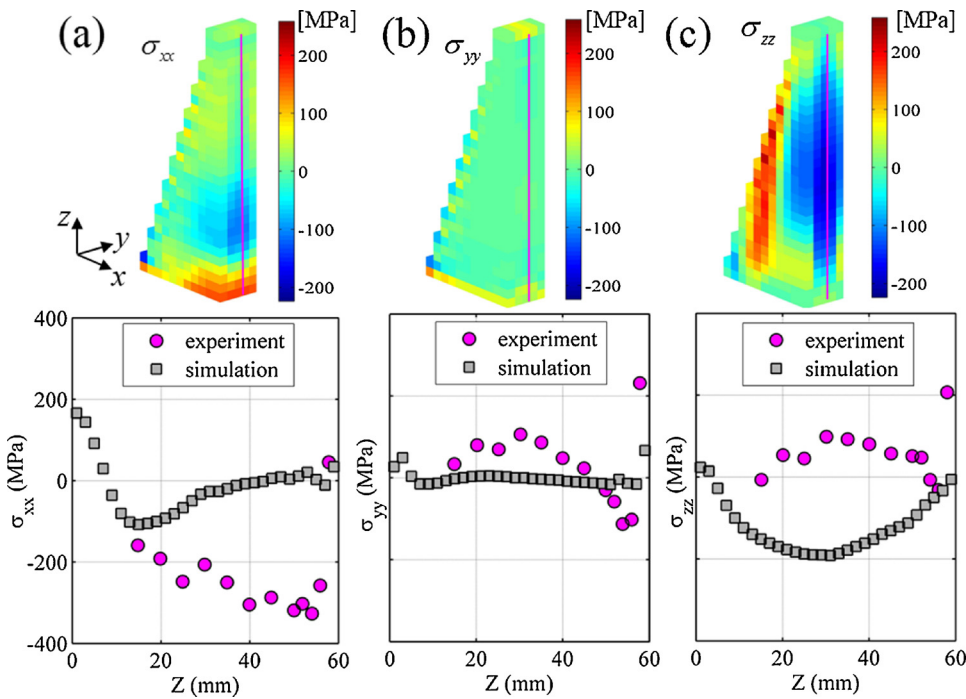 (a)
σxx
[MPa]
200
100
0
-100
-200
(b)
σyy
[MPa]
200
100
0
-100
-200
(c)
σzz
[MPa]
200
100
0
-100
-200
z
y
x
400
200
0
-200
-400
σxx (MPa)
experiment
simulation
0
20
40
60
Z (mm)
σyy (MPa)
experiment
simulation
0
20
40
60
Z (mm)
σzz (MPa)
experiment
simulation
0
20
40
60
Z (mm)